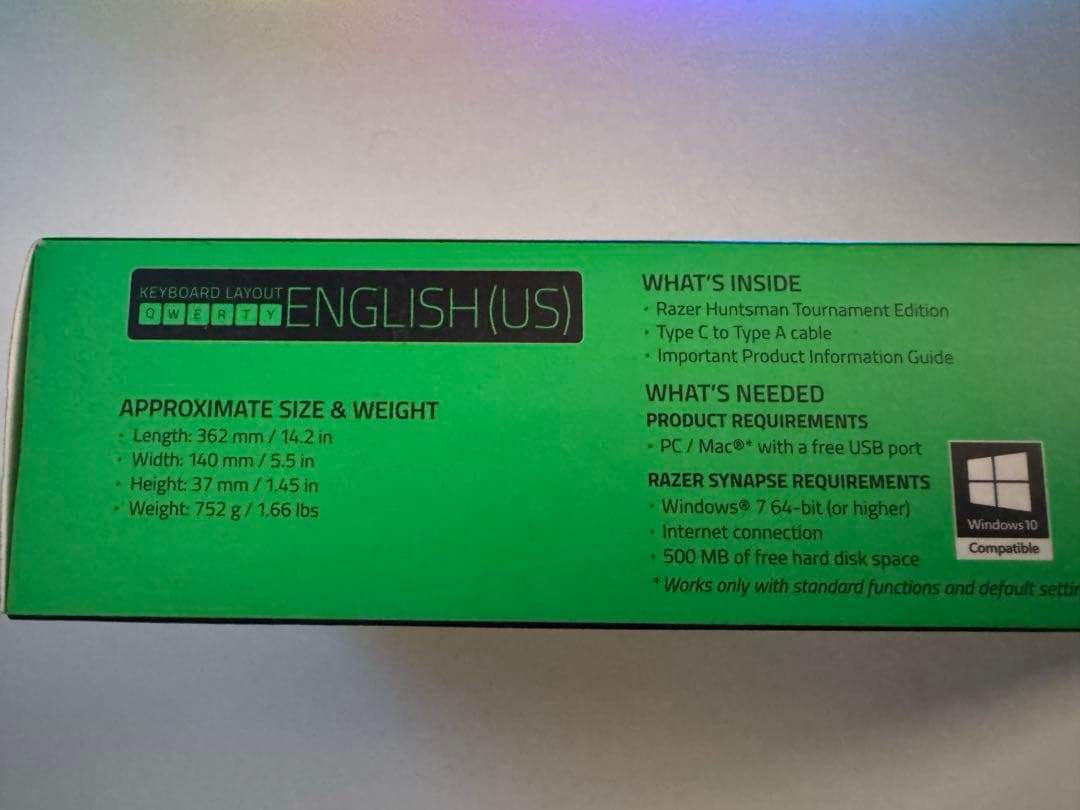 KEYBOARD LAYOUT
QWERTY
ENGLISH (US)
APPROXIMATE SIZE & WEIGHT
• Length: 362 mm / 14.2 in
• Width: 140 mm / 5.5 in
• Height: 37 mm / 1.45 in
• Weight: 752 g / 1.66 lbs
WHAT'S INSIDE
• Razer Huntsman Tournament Edition
• Type C to Type A cable
• Important Product Information Guide
WHAT'S NEEDED
PRODUCT REQUIREMENTS
• PC / Mac®* with a free USB port
RAZER SYNAPSE REQUIREMENTS
• Windows® 7 64-bit (or higher)
• Internet connection
• 500 MB of free hard disk space
* Works only with standard functions and default
Windows 10
Compatible